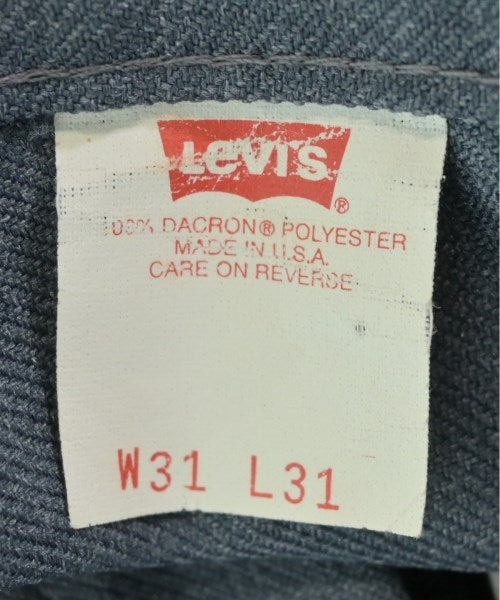 Levi's
®
100% DACRON® POLYESTER
MADE IN U.S.A.
CARE ON REVERSE
W31 L31